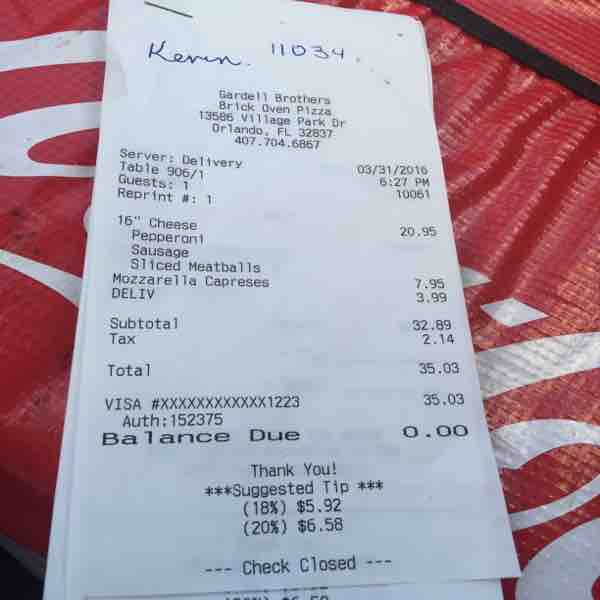 Kevin. 11034
Gardell Brothers
Brick Oven Pizza
13586 Village Park Dr
Orlando, FL 32837
407.704.6867
Server: Delivery 03/31/2016
Table 906/1 6:27 PM
Guests: 1 10061
Reprint #: 1
16" Cheese 20.95
Pepperoni
Sausage
Sliced Meatballs
Mozzarella Capreses 7.95
DELIV 3.99
Subtotal 32.89
Tax 2.14
Total 35.03
VISA #XXXXXXXXXXXX1223 35.03
Auth:152375
Balance Due 0.00
Thank You!
***Suggested Tip ***
(18%) $5.92
(20%) $6.58
--- Check Closed ---